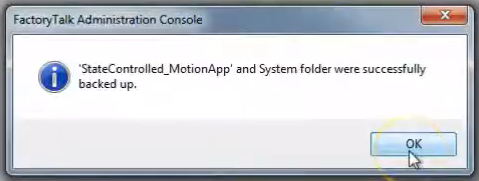 FactoryTalk Administration Console
'StateControlled_MotionApp' and System folder were successfully
backed up.
OK